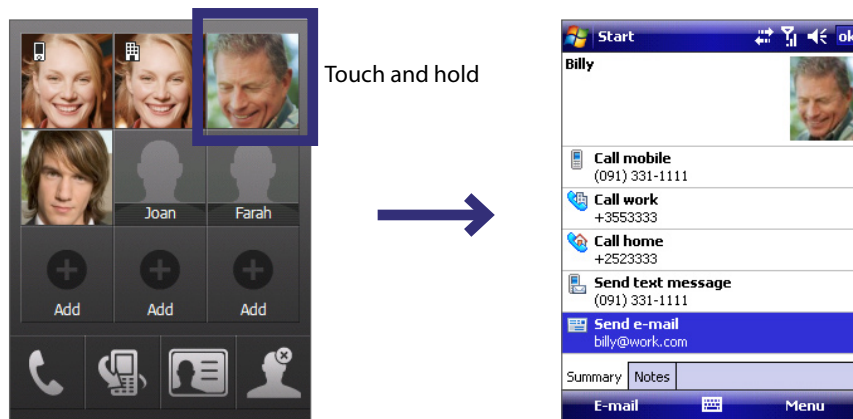 Touch and hold
Joan
Farah
Add
Add
Add
Start
ok
Billy
Call mobile
(091) 331-1111
Call work
+3553333
Call home
+2523333
Send text message
(091) 331-1111
Send e-mail
billy@work.com
Summary Notes
E-mail Menu